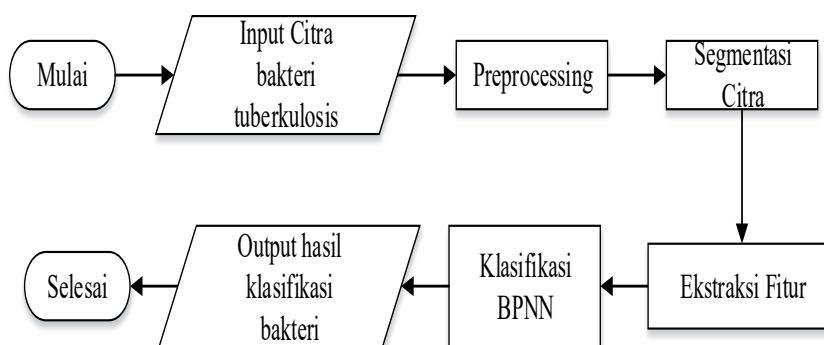 Mulai
Input Citra
bakteri
tuberkulosis
Preprocessing
Segmentasi
Citra
Ekstraksi Fitur
Klasifikasi
BPNN
Output hasil
klasifikasi
bakteri
Selesai